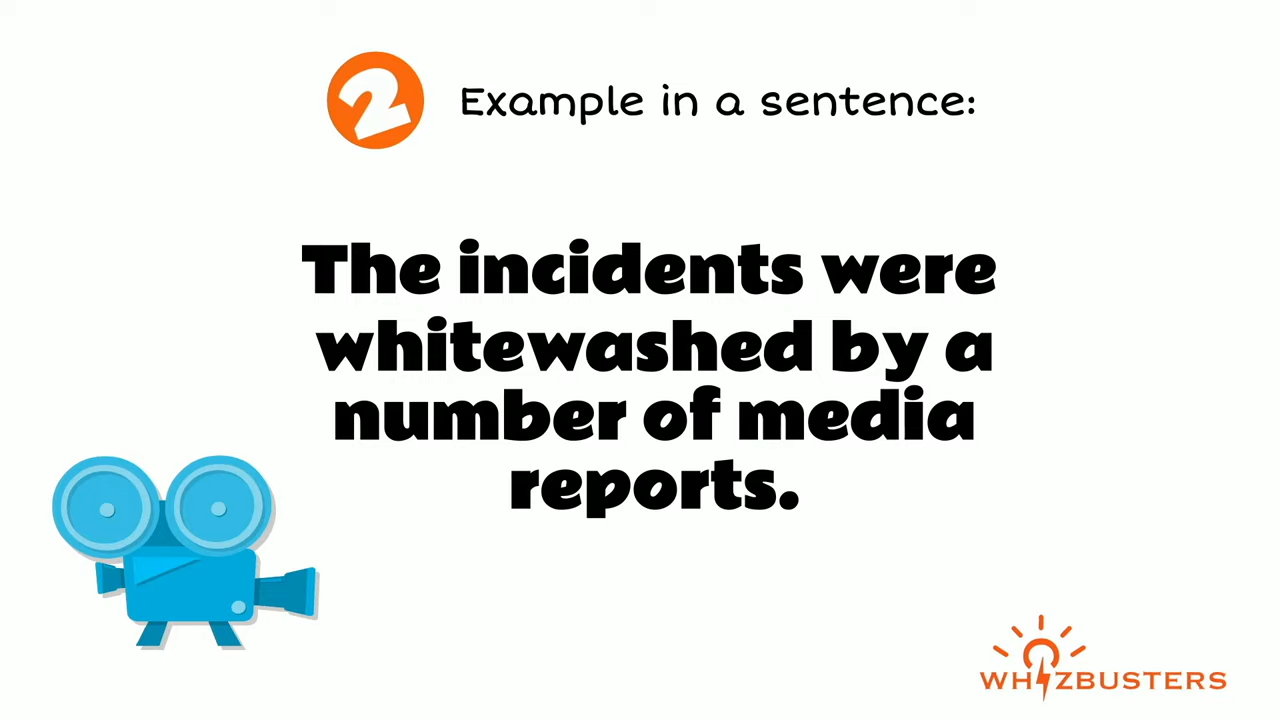 2 Example in a sentence:
The incidents were
whitewashed by a
number of media
reports.
WHIZBUSTERS